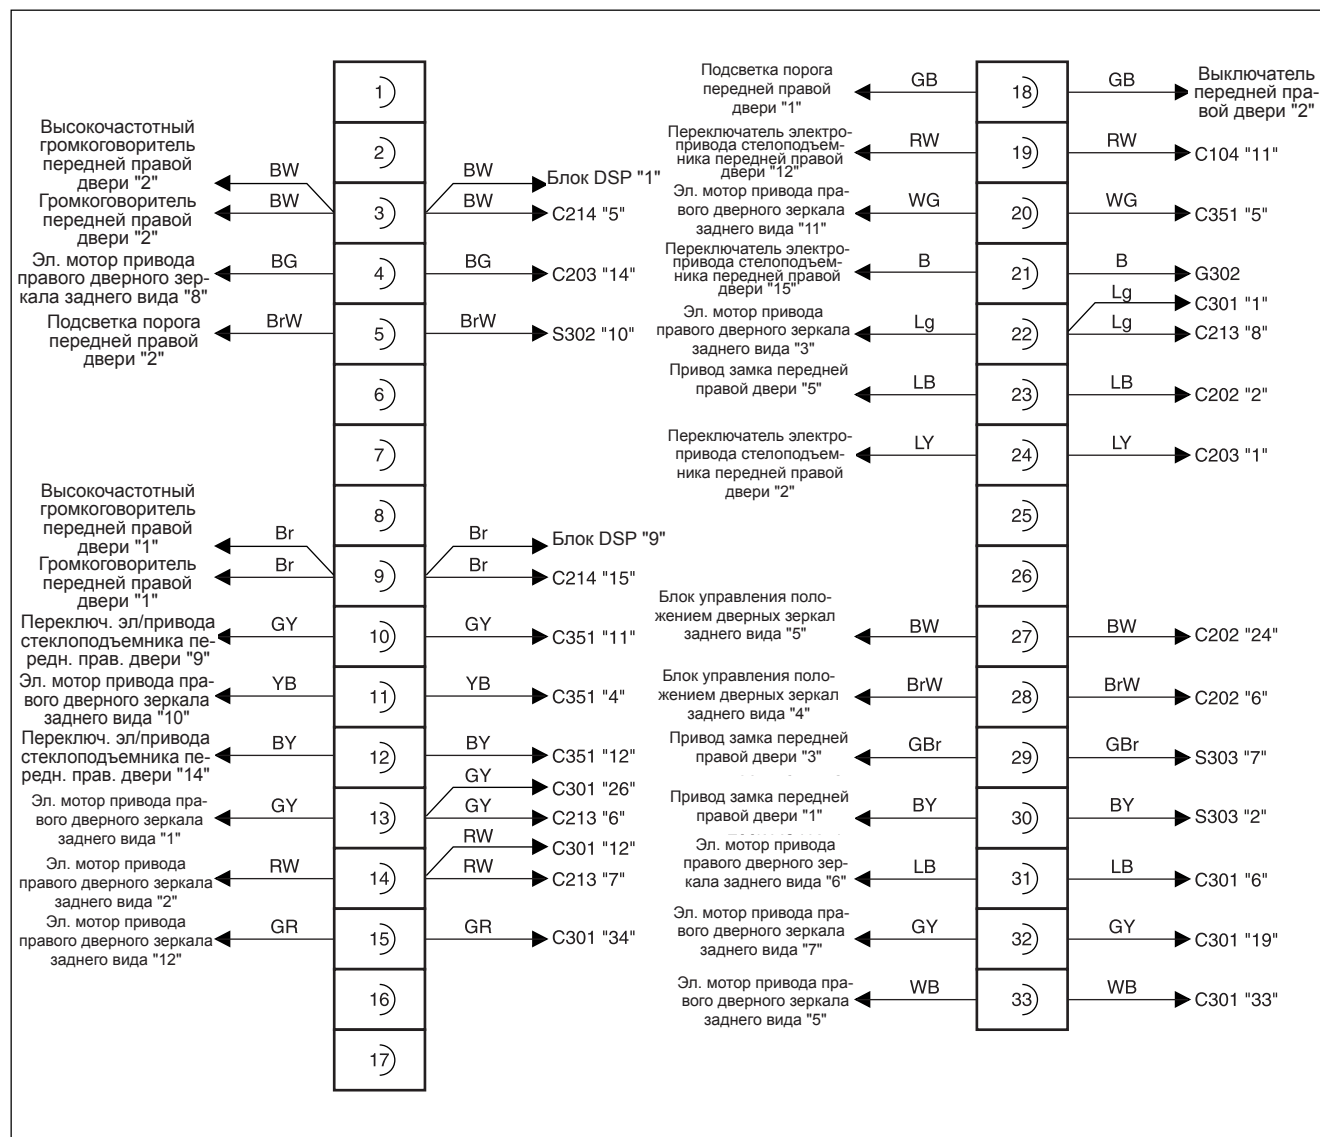 1
2
Высокочастотный
громкоговоритель
передней правой
двери "2"
BW
BW
Блок DSP "1"
Громкоговоритель
передней правой
двери "2"
BW
3
BW
C214 "5"
Эл. мотор привода
правого дверного зер-
кала заднего вида "8"
BG
4
BG
C203 "14"
Подсветка порога
передней правой
двери "2"
BrW
5
BrW
S302 "10"
6
7
8
Высокочастотный
громкоговоритель
передней правой
двери "1"
Br
Br
Блок DSP "9"
Громкоговоритель
передней правой
двери "1"
Br
9
Br
C214 "15"
Переключ. эл/привода
стеклоподъемника пе-
редн. прав. двери "9"
GY
10
GY
C351 "11"
Эл. мотор привода пра-
вого дверного зеркала
заднего вида "10"
YB
11
YB
C351 "4"
Переключ. эл/привода
стеклоподъемника пе-
редн. прав. двери "14"
BY
12
BY
C351 "12"
GY
C301 "26"
Эл. мотор привода пра-
вого дверного зеркала
заднего вида "1"
GY
13
GY
C213 "6"
RW
C301 "12"
Эл. мотор привода
правого дверного зеркала
заднего вида "2"
RW
14
RW
C213 "7"
Эл. мотор привода
правого дверного зеркала
заднего вида "12"
GR
15
GR
C301 "34"
16
17
Подсветка порога
передней правой
двери "1"
GB
18
GB
Выключатель
передней пра-
вой двери "2"
Переключатель электро-
привода стелоподъем-
ника передней правой
двери "12"
RW
19
RW
C104 "11"
Эл. мотор привода пра-
вого дверного зеркала
заднего вида "11"
WG
20
WG
C351 "5"
Переключатель электро-
привода стелоподъем-
ника передней правой
двери "15"
B
21
B
G302
Lg
C301 "1"
Эл. мотор привода
правого дверного зеркала
заднего вида "3"
Lg
22
Lg
C213 "8"
Привод замка передней
правой двери "5"
LB
23
LB
C202 "2"
Переключатель электро-
привода стелоподъем-
ника передней правой
двери "2"
LY
24
LY
C203 "1"
25
26
Блок управления поло-
жением дверных зеркал
заднего вида "5"
BW
27
BW
C202 "24"
Блок управления поло-
жением дверных зеркал
заднего вида "4"
BrW
28
BrW
C202 "6"
Привод замка передней
правой двери "3"
GBr
29
GBr
S303 "7"
Привод замка передней
правой двери "1"
BY
30
BY
S303 "2"
Эл. мотор привода
правого дверного зер-
кала заднего вида "6"
LB
31
LB
C301 "6"
Эл. мотор привода пра-
вого дверного зеркала
заднего вида "7"
GY
32
GY
C301 "19"
Эл. мотор привода пра-
вого дверного зеркала
заднего вида "5"
WB
33
WB
C301 "33"